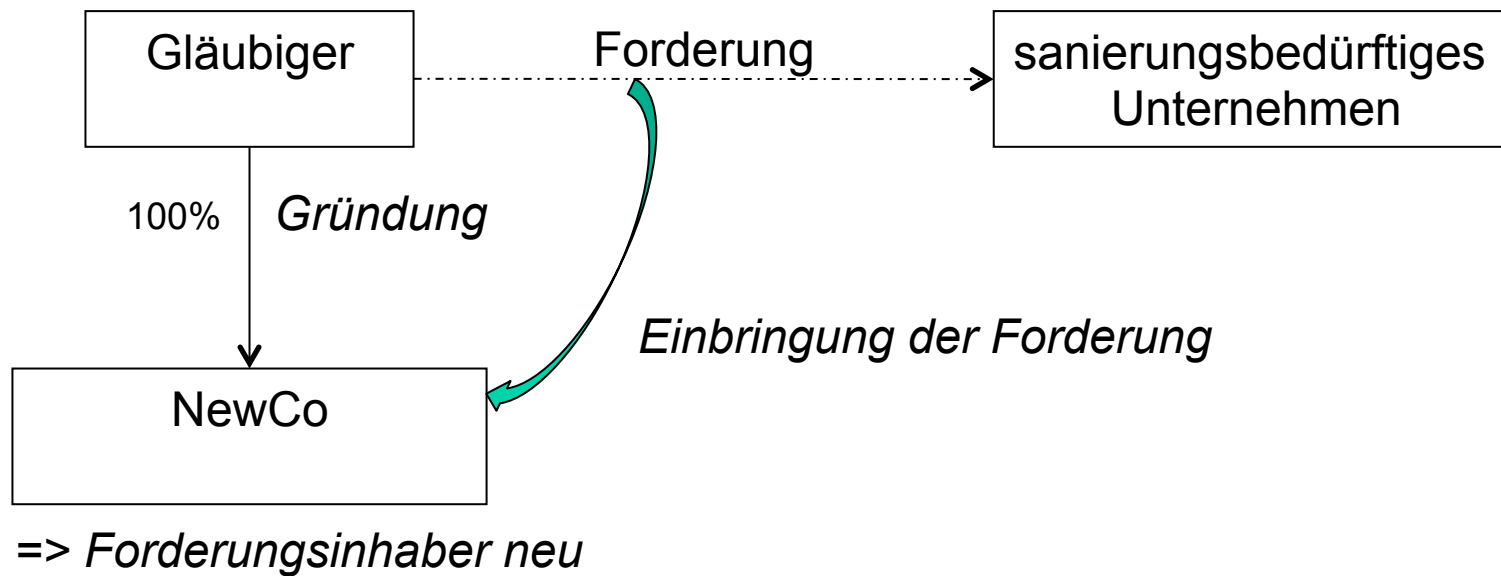 Gläubiger
Forderung
sanierungsbedürftiges
Unternehmen
100%
Gründung
Einbringung der Forderung
NewCo
=> Forderungsinhaber neu